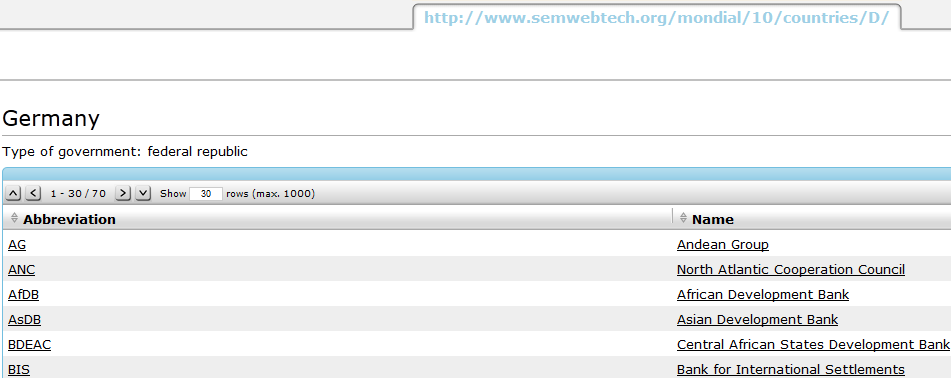 http://www.semwebtech.org/mondial/10/countries/D/
Germany
Type of government: federal republic
1 - 30 / 70 Show 30 rows (max. 1000)
Abbreviation Name
AG Andean Group
ANC North Atlantic Cooperation Council
AfDB African Development Bank
AsDB Asian Development Bank
BDEAC Central African States Development Bank
BIS Bank for International Settlements